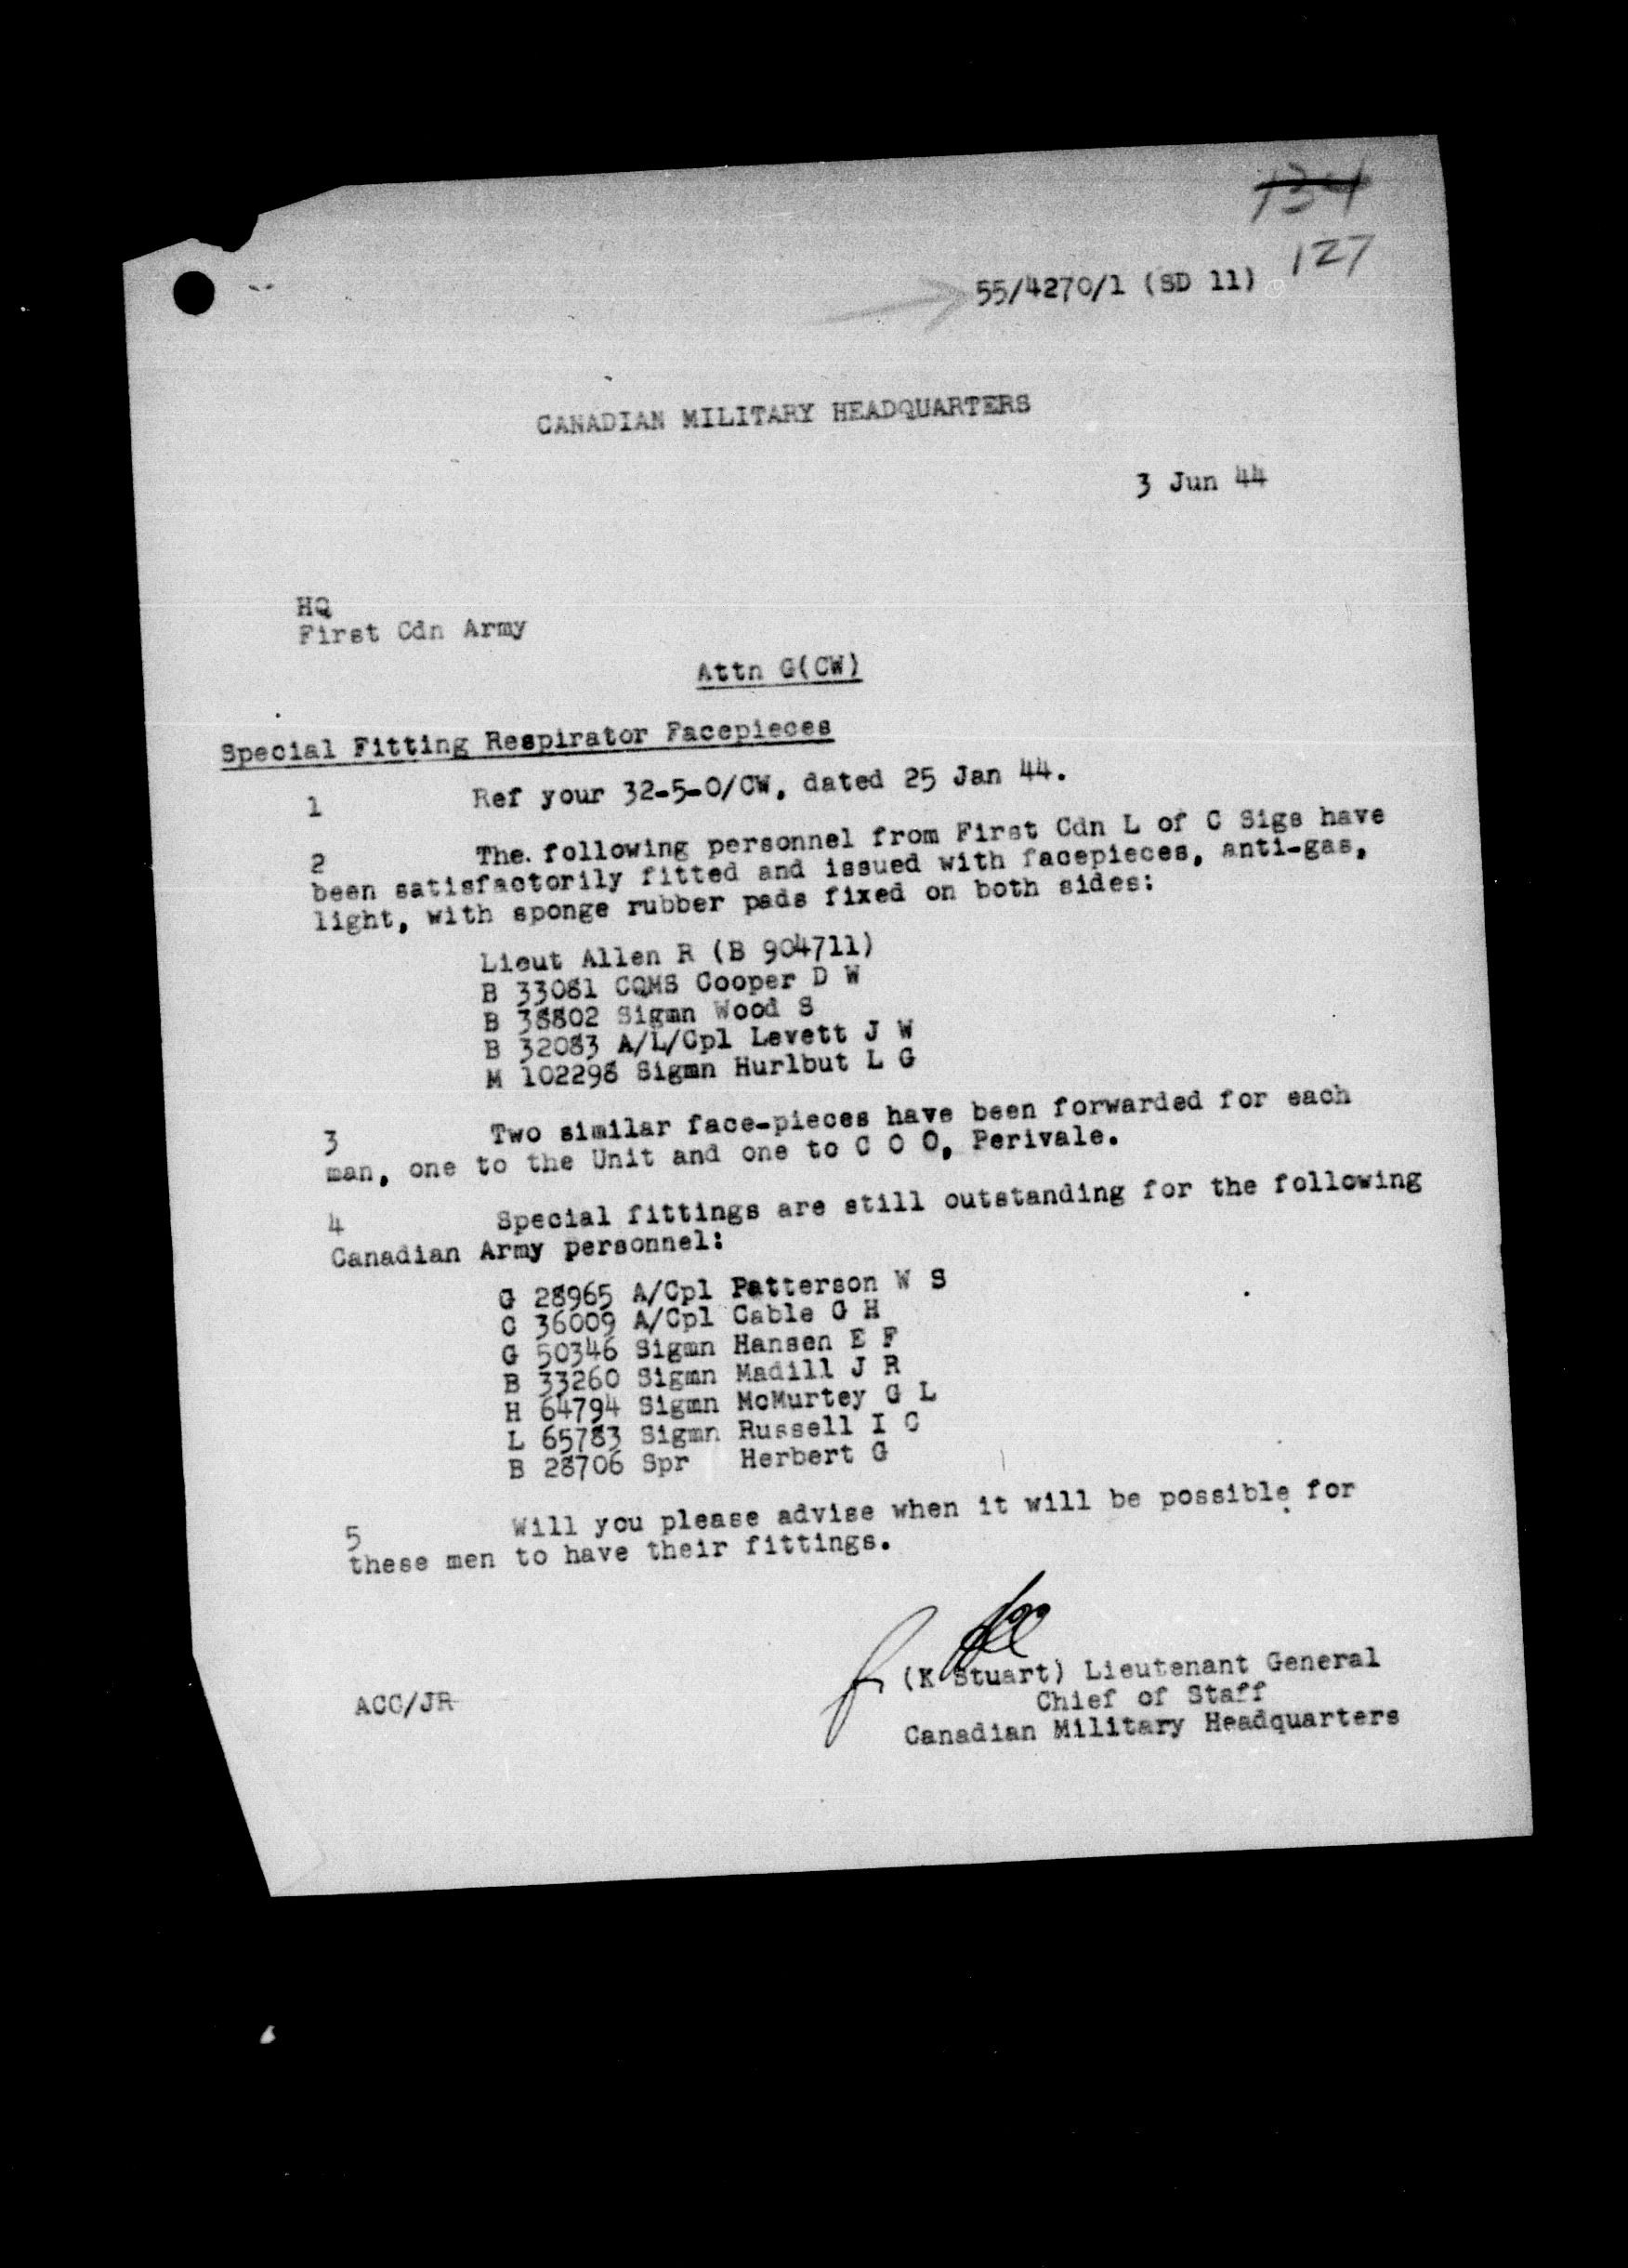 134
127
55/4270/1 (SD 11)
CANADIAN MILITARY HEADQUARTERS
3 Jun 44
HQ
First Cdn Army
Attn G(CW)
Special Fitting Respirator Facepieces
1 Ref your 32-5-0/CW, dated 25 Jan 44.
2 The following personnel from First Cdn L of C Sigs have
been satisfactorily fitted and issued with facepieces, anti-gas,
light, with sponge rubber pads fixed on both sides:
Lieut Allen R (B 904711)
B 33081 CQMS Cooper D W
B 38802 Sigmn Wood S
B 32083 A/L/Cpl Levett J W
M 102298 Sigmn Hurlbut L G
3 Two similar face-pieces have been forwarded for each
man, one to the Unit and one to C O O, Perivale.
4 Special fittings are still outstanding for the following
Canadian Army personnel:
G 28965 A/Cpl Patterson W S
C 36009 A/Cpl Cable G H
G 50346 Sigmn Hansen E F
B 33260 Sigmn Madill J R
H 64794 Sigmn McMurtey G L
L 65783 Sigmn Russell I C
B 28706 Spr Herbert G
5 Will you please advise when it will be possible for
these men to have their fittings.
(K Stuart) Lieutenant General
Chief of Staff
Canadian Military Headquarters
ACC/JR